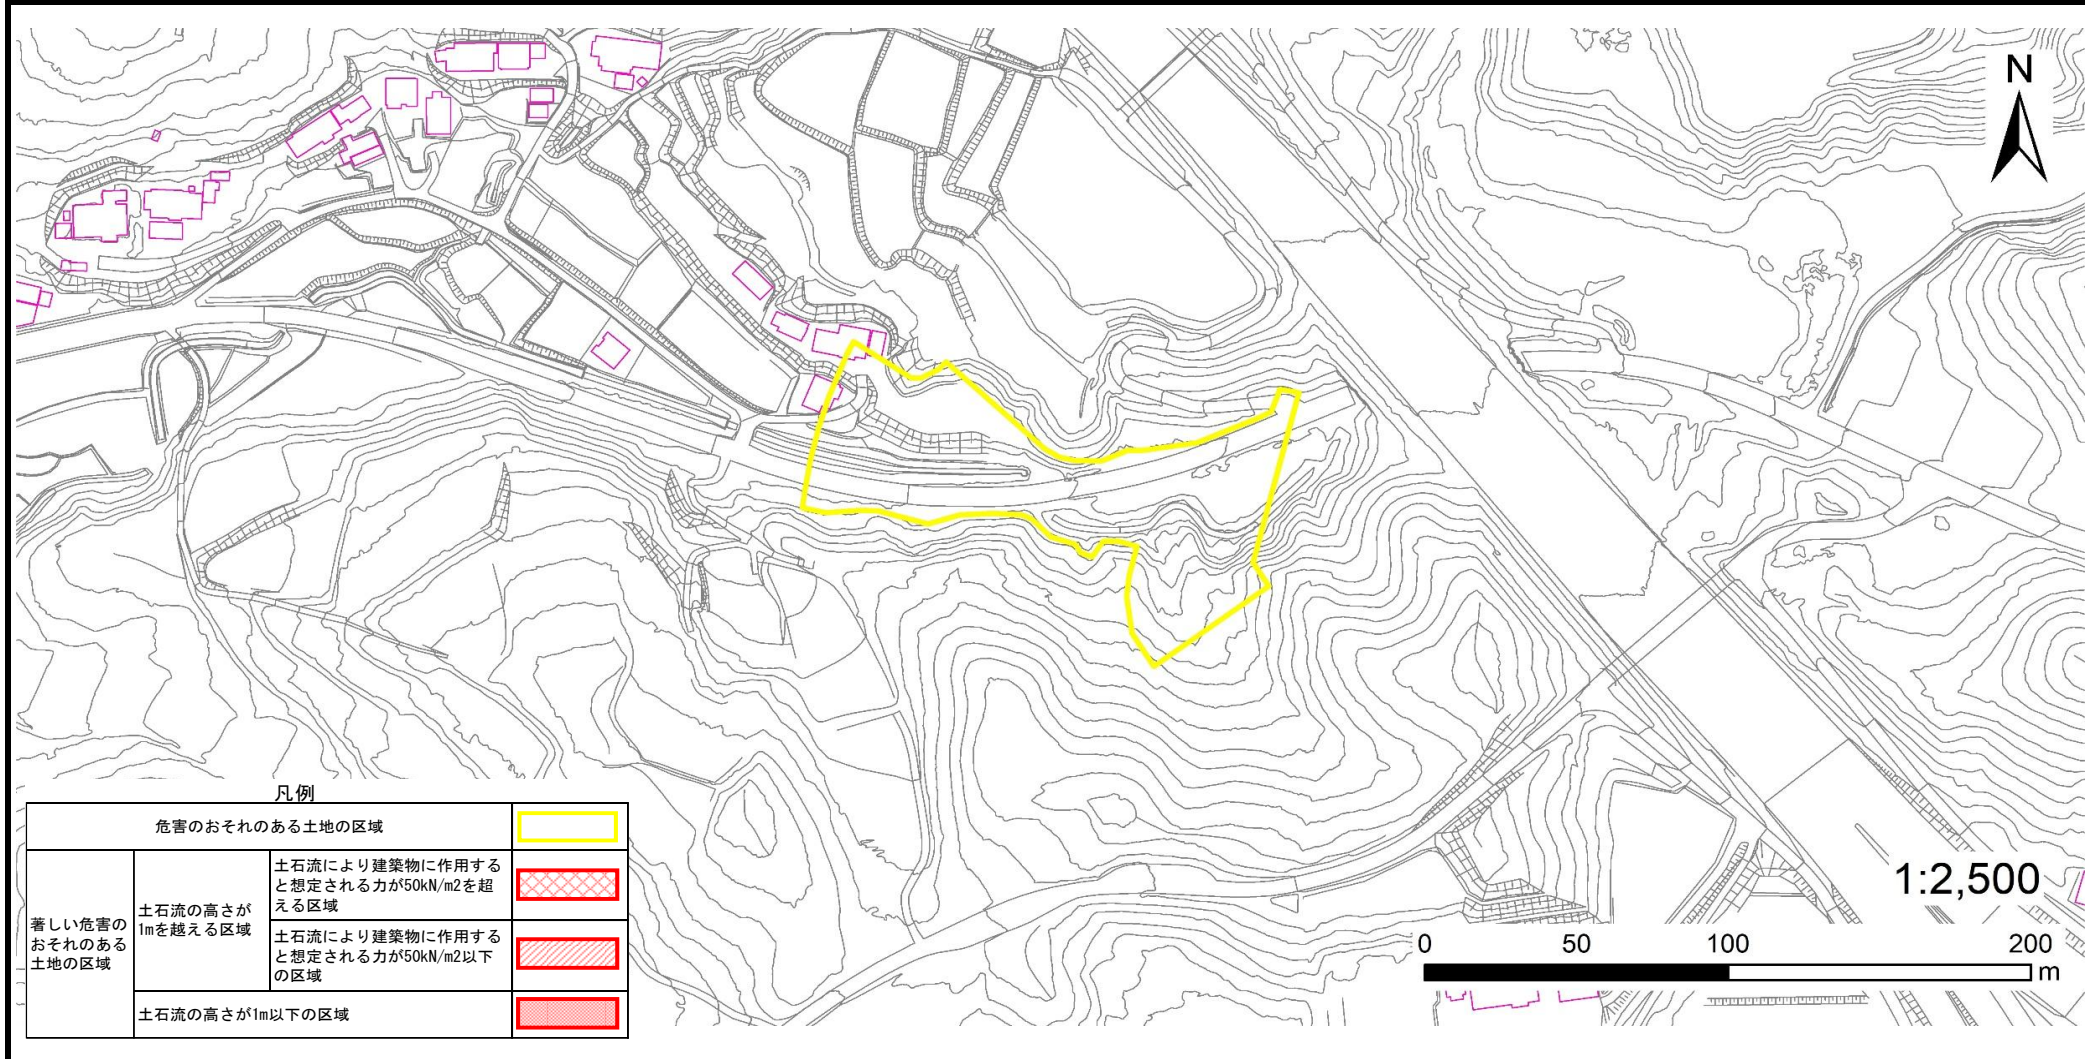 N
凡例
危害のおそれのある土地の区域
著しい危害の
おそれのある
土地の区域
土石流の高さが
1mを越える区域
土石流により建築物に作用する
と想定される力が50kN/m2を超
える区域
土石流により建築物に作用する
と想定される力が50kN/m2以下
の区域
土石流の高さが1m以下の区域
1:2,500
0 50 100 200
m